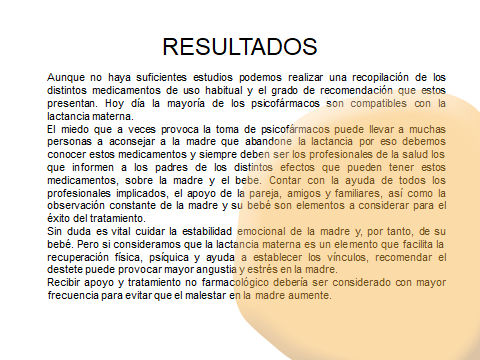 RESULTADOS
Aunque no haya suficientes estudios podemos realizar una recopilación de los
distintos medicamentos de uso habitual y el grado de recomendación que estos
presentan. Hoy día la mayoría de los psicofármacos son compatibles con la
lactancia materna.
El miedo que a veces provoca la toma de psicofármacos puede llevar a muchas
personas a aconsejar a la madre que abandone la lactancia por eso debemos
conocer estos medicamentos y siempre deben ser los profesionales de la salud los
que informen a los padres de los distintos efectos que pueden tener estos
medicamentos, sobre la madre y el bebe. Contar con la ayuda de todos los
profesionales implicados, el apoyo de la pareja, amigos y familiares, así como la
observación constante de la madre y su bebé son elementos a considerar para el
éxito del tratamiento.
Sin duda es vital cuidar la estabilidad emocional de la madre y, por tanto, de su
bebé. Pero si consideramos que la lactancia materna es un elemento que facilita la
recuperación física, psíquica y ayuda a establecer los vínculos, recomendar el
destete puede provocar mayor angustia y estrés en la madre.
Recibir apoyo y tratamiento no farmacológico debería ser considerado con mayor
frecuencia para evitar que el malestar en la madre aumente.